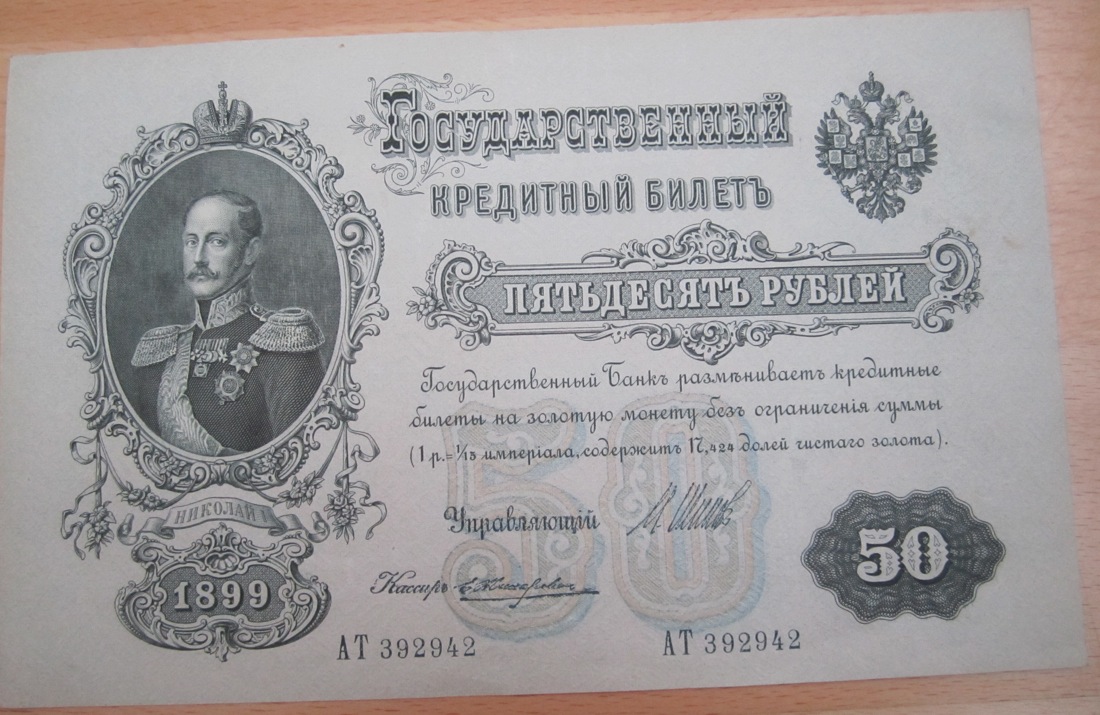 Государственный
кредитный билетъ
пятьдесятъ рублей
Государственный Банкъ размѣниваетъ кредитные
билеты на золотую монету безъ ограниченія суммы
(1 р.=1/15 имперіала, содержитъ 17,424 долей чистаго золота).
Управляющій
Кассиръ
50
50
НИКОЛАЙ I
1899
АТ 392942
АТ 392942